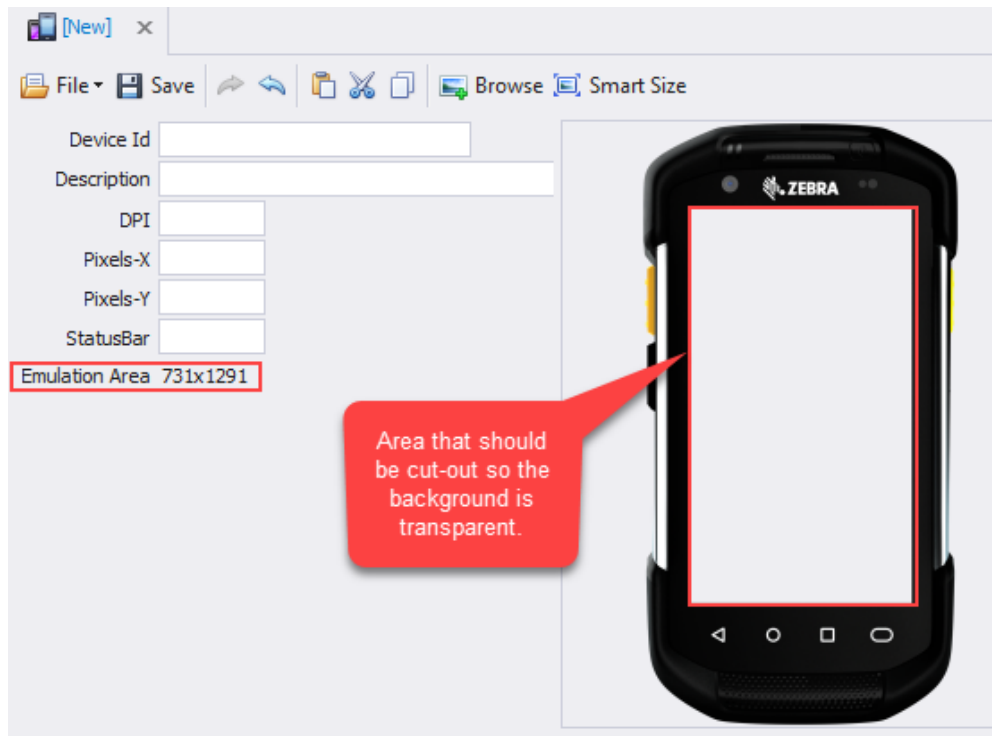 [New]
File Save Browse Smart Size
Device Id
Description
DPI
Pixels-X
Pixels-Y
StatusBar
Emulation Area 731x1291
ZEBRA
Area that should
be cut-out so the
background is
transparent.